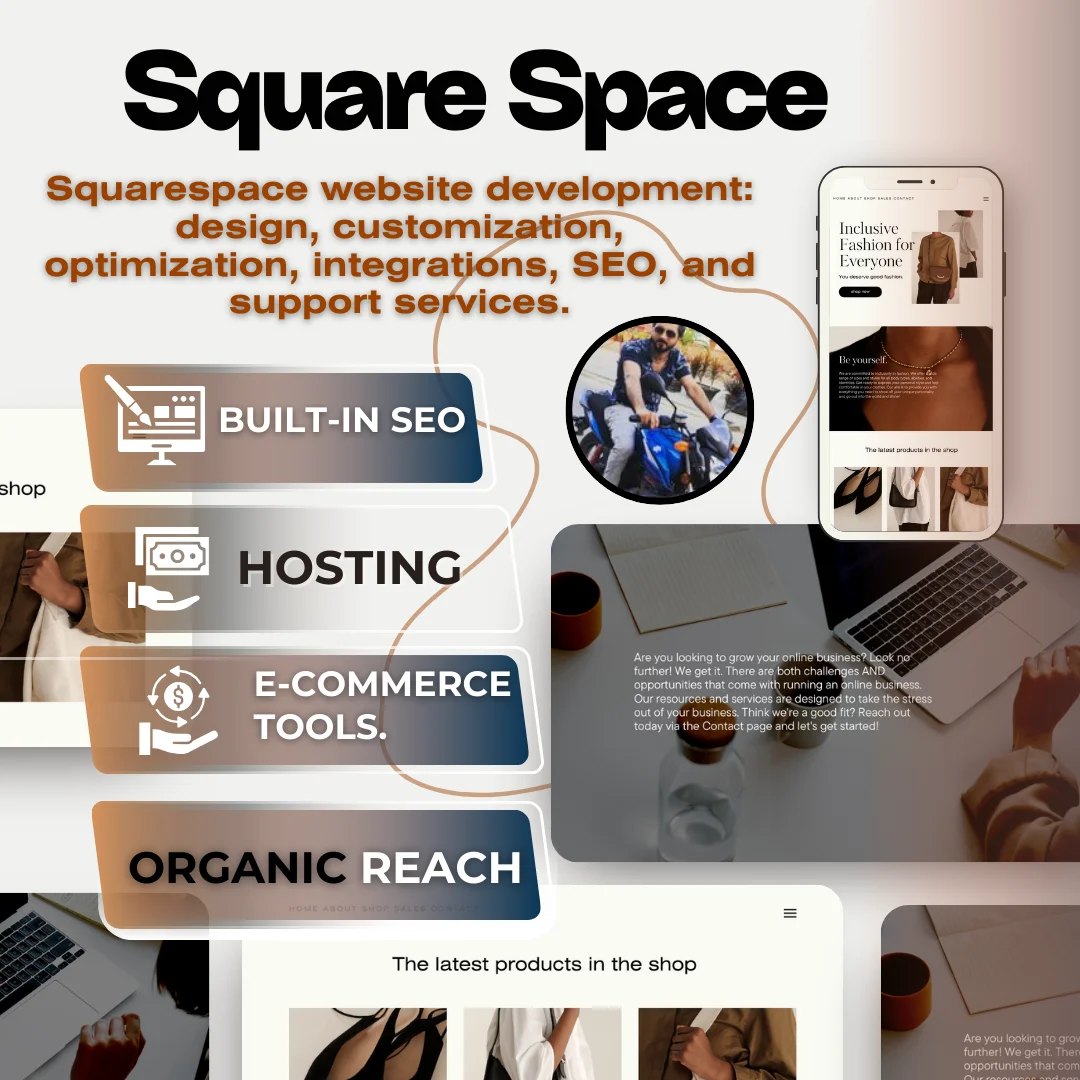 Square Space
Squarespace website development:
design, customization,
optimization, integrations, SEO, and
support services.
HOME ABOUT SHOP SALES CONTACT
Inclusive
Fashion for
Everyone
You deserve good fashion.
shop now
Be yourself.
The latest products in the shop
BUILT-IN SEO
shop
HOSTING
E-COMMERCE
TOOLS.
Are you looking to grow your online business? Look no
further! We get it. There are both challenges AND
opportunities that come with running an online business.
Our resources and services are designed to take the stress
out of your business. Think we're a good fit? Reach out
today via the Contact page and let's get started!
ORGANIC REACH
HOME ABOUT SHOP SALES CONTACT
The latest products in the shop
Are you looking to grow
further! We get it. There
opportunities that com
Our resources and serv